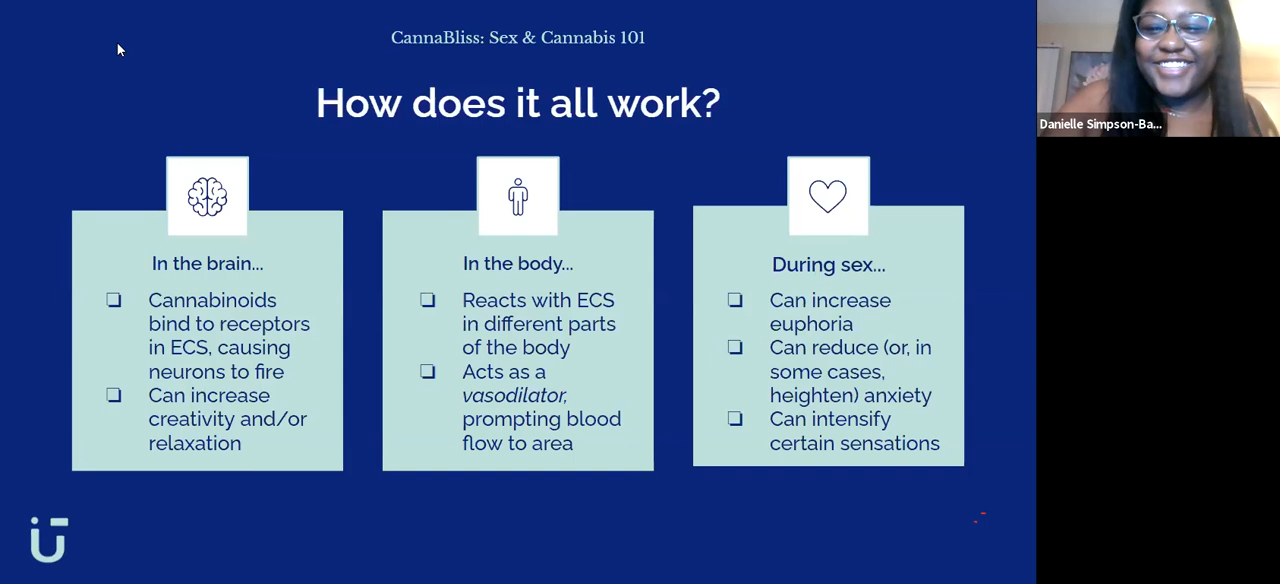 CannaBliss: Sex & Cannabis 101
How does it all work?
In the brain...
❏ Cannabinoids
bind to receptors
in ECS, causing
neurons to fire
❏ Can increase
creativity and/or
relaxation
In the body...
❏ Reacts with ECS
in different parts
of the body
❏ Acts as a
vasodilator,
prompting blood
flow to area
During sex...
❏ Can increase
euphoria
❏ Can reduce (or, in
some cases,
heighten) anxiety
❏ Can intensify
certain sensations
Danielle Simpson-Ba...